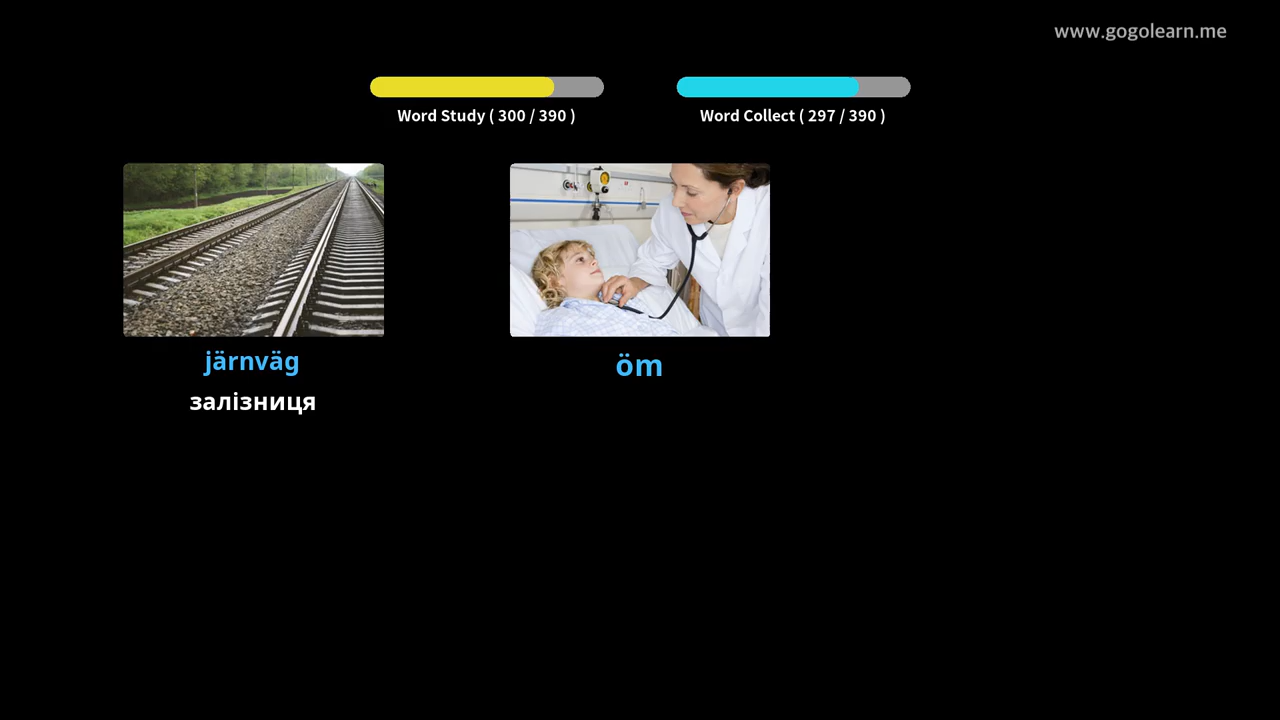 www.gogolearn.me
Word Study ( 300 / 390 )
Word Collect ( 297 / 390 )
järnväg
залізниця
öm